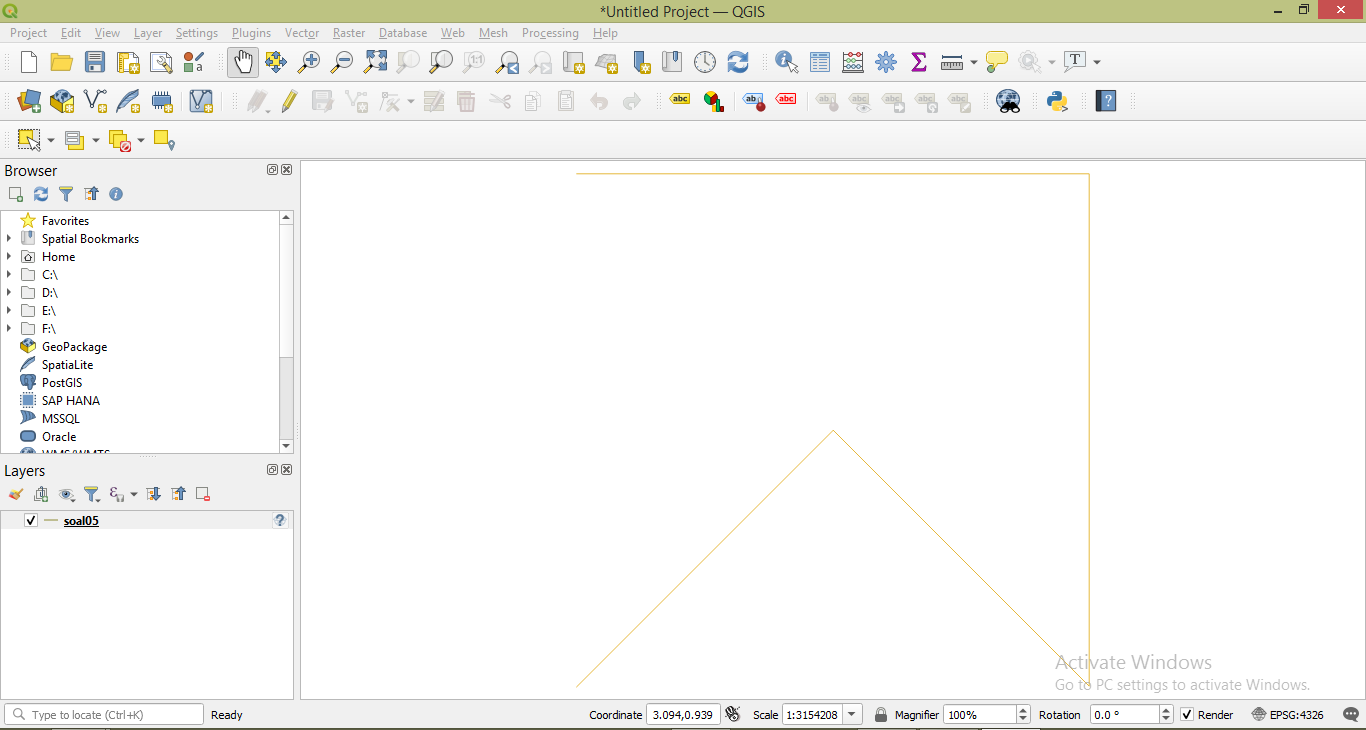 *Untitled Project — QGIS
Project Edit View Layer Settings Plugins Vector Raster Database Web Mesh Processing Help
Browser
Favorites
Spatial Bookmarks
Home
C:\
D:\
E:\
F:\
GeoPackage
SpatiaLite
PostGIS
SAP HANA
MSSQL
Oracle
WMS/WMTS
Layers
soal05
Activate Windows
Go to PC settings to activate Windows.
Type to locate (Ctrl+K) Ready Coordinate 3.094,0.939 Scale 1:3154208 Magnifier 100% Rotation 0.0 ° Render EPSG:4326